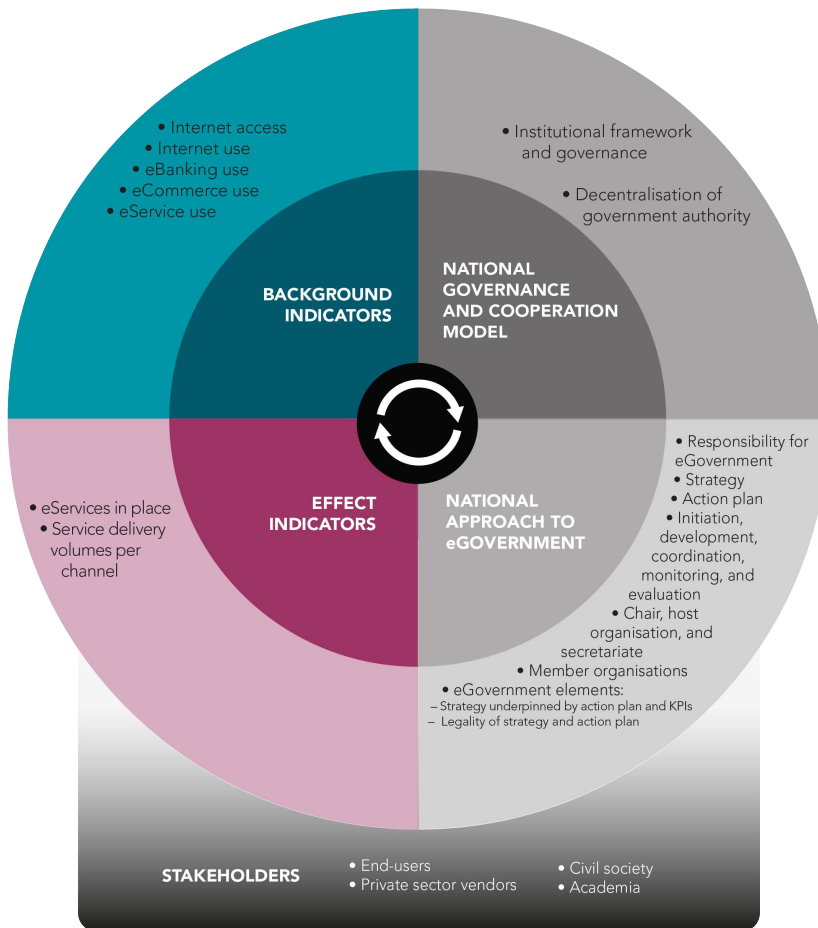 • Internet access
• Internet use
• eBanking use
• eCommerce use
• eService use
BACKGROUND
INDICATORS
• Institutional framework
and governance
• Decentralisation of
government authority
NATIONAL
GOVERNANCE
AND COOPERATION
MODEL
• eServices in place
• Service delivery
volumes per
channel
EFFECT
INDICATORS
NATIONAL
APPROACH TO
eGOVERNMENT
• Responsibility for
eGovernment
• Strategy
• Action plan
• Initiation,
development,
coordination,
monitoring, and
evaluation
• Chair, host
organisation, and
secretariate
• Member organisations
• eGovernment elements:
– Strategy underpinned by action plan and KPIs
– Legality of strategy and action plan
STAKEHOLDERS
• End-users
• Private sector vendors
• Civil society
• Academia